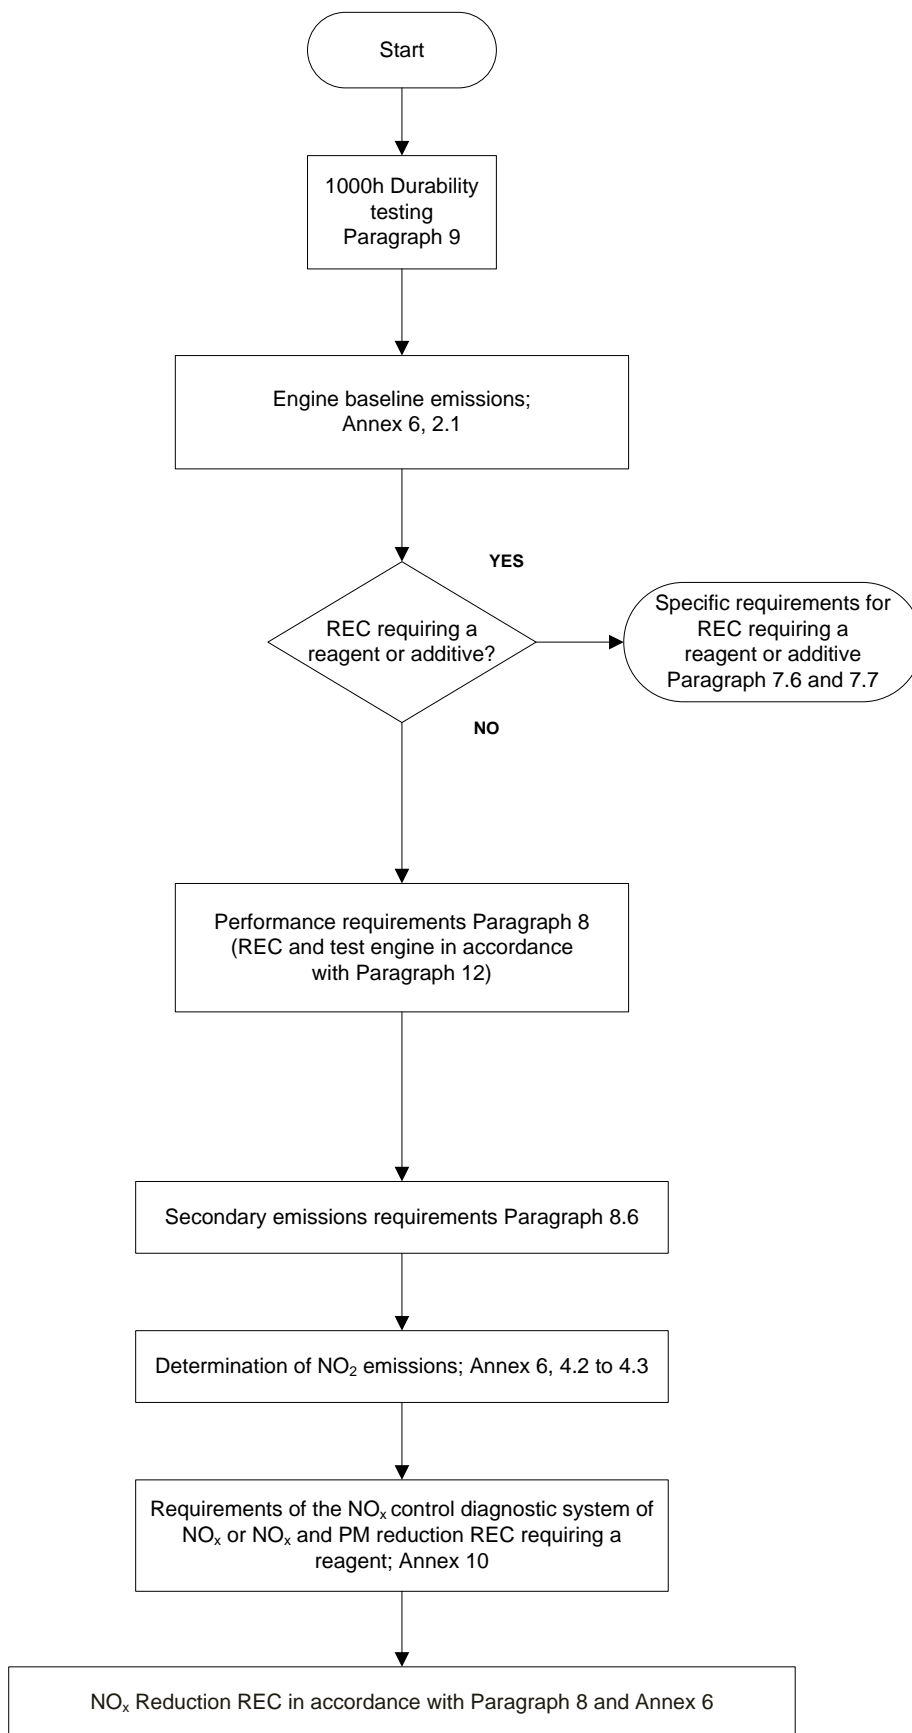 Start
1000h Durability
testing
Paragraph 9
Engine baseline emissions;
Annex 6, 2.1
YES
REC requiring a
reagent or additive?
Specific requirements for
REC requiring a
reagent or additive
Paragraph 7.6 and 7.7
NO
Performance requirements Paragraph 8
(REC and test engine in accordance
with Paragraph 12)
Secondary emissions requirements Paragraph 8.6
Determination of NO₂ emissions; Annex 6, 4.2 to 4.3
Requirements of the NOₓ control diagnostic system of
NOₓ or NOₓ and PM reduction REC requiring a
reagent; Annex 10
NOₓ Reduction REC in accordance with Paragraph 8 and Annex 6